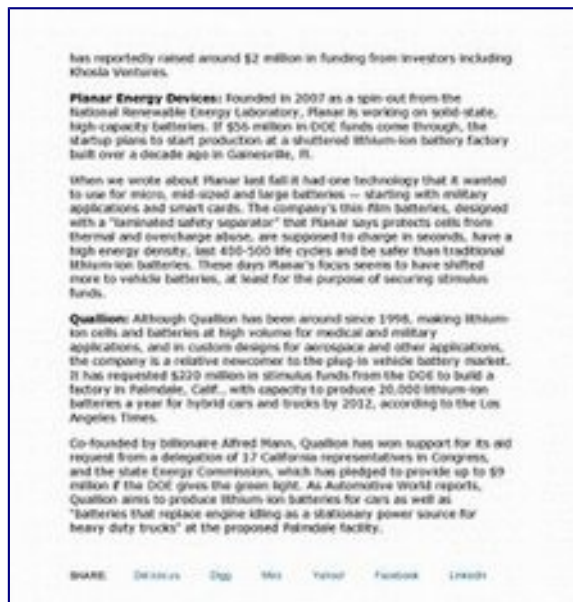 has reportedly raised around $2 million in funding from investors including
Khosla Ventures.
Planar Energy Devices: Founded in 2007 as a spin-out from the
National Renewable Energy Laboratory, Planar is working on solid-state,
high-capacity batteries. If $56 million in DOE funds come through, the
startup plans to start production at a shuttered lithium-ion battery factory
built over a decade ago in Gainesville, Fl.
When we wrote about Planar last fall it had one technology that it wanted
to use for micro, mid-sized and large batteries — starting with military
applications and smart cards. The company's thin-film batteries, designed
with a "laminated safety separator" that Planar says protects cells from
thermal and overcharge abuse, are supposed to charge in seconds, have a
high energy density, last 400-500 life cycles and be safer than traditional
lithium-ion batteries. These days Planar's focus seems to have shifted
more to vehicle batteries, at least for the purpose of securing stimulus
funds.
Quallion: Although Quallion has been around since 1998, making lithium-
ion cells and batteries at high volume for medical and military
applications, and in custom designs for aerospace and other applications,
the company is a relative newcomer to the plug-in vehicle battery market.
It has requested $220 million in stimulus funds from the DOE to build a
factory in Palmdale, Calif., with capacity to produce 20,000 lithium-ion
batteries a year for hybrid cars and trucks by 2012, according to the Los
Angeles Times.
Co-founded by billionaire Alfred Mann, Quallion has won support for its aid
request from a delegation of 17 California representatives in Congress,
and the state Energy Commission, which has pledged to provide up to $9
million if the DOE gives the green light. As Automotive World reports,
Quallion aims to produce lithium-ion batteries for cars as well as
"batteries that replace engine idling as a stationary power source for
heavy duty trucks" at the proposed Palmdale facility.
SHARE: Del.icio.us Digg Mixx Yahoo! Facebook LinkedIn